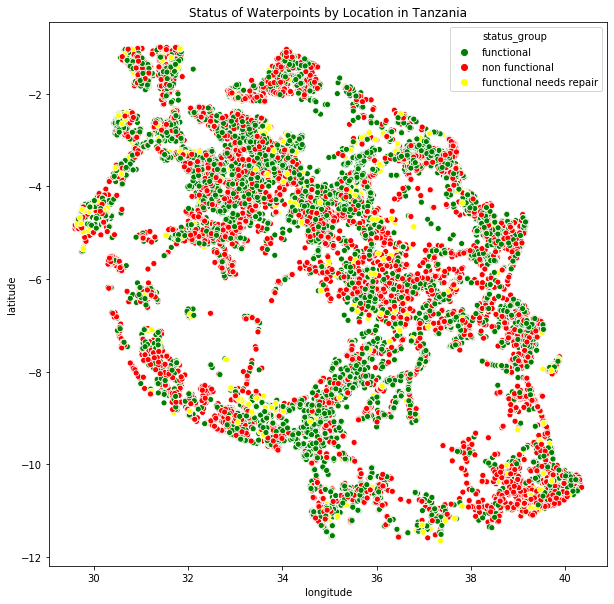 Status of Waterpoints by Location in Tanzania
status_group
functional
non functional
functional needs repair
latitude
−2
−4
−6
−8
−10
−12
30
32
34
36
38
40
longitude